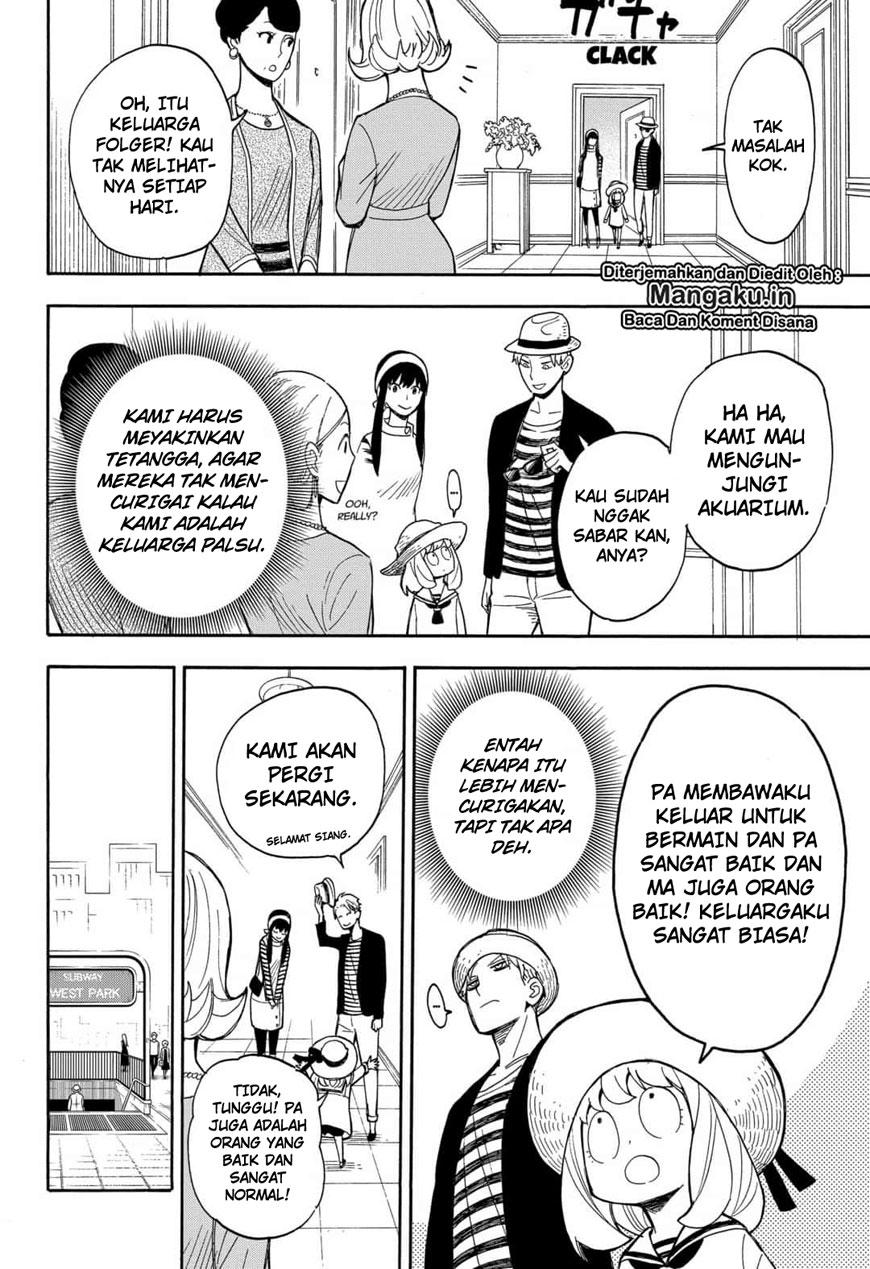 ガチャ
CLACK
TAK
MASALAH
KOK.
OH, ITU
KELUARGA
FOLGER! KAU
TAK MELIHAT-
NYA SETIAP
HARI.
Diterjemahkan dan Diedit Oleh :
Mangaku.in
Baca Dan Koment Disana
HA HA,
KAMI MAU
MENGUN-
JUNGI
AKUARIUM.
KAU SUDAH
NGGAK
SABAR KAN,
ANYA?
...
OOH,
REALLY?
KAMI HARUS
MEYAKINKAN
TETANGGA, AGAR
MEREKA TAK MEN-
CURIGAI KALAU
KAMI ADALAH
KELUARGA PALSU.
PA MEMBAWAKU
KELUAR UNTUK
BERMAIN DAN PA
SANGAT BAIK DAN
MA JUGA ORANG
BAIK! KELUARGAKU
SANGAT BIASA!
ENTAH
KENAPA ITU
LEBIH MEN-
CURIGAKAN,
TAPI TAK APA
DEH.
...
KAMI AKAN
PERGI
SEKARANG.
SELAMAT SIANG.
TIDAK,
TUNGGU! PA
JUGA ADALAH
ORANG YANG
BAIK DAN
SANGAT
NORMAL!
SUBWAY
WEST PARK